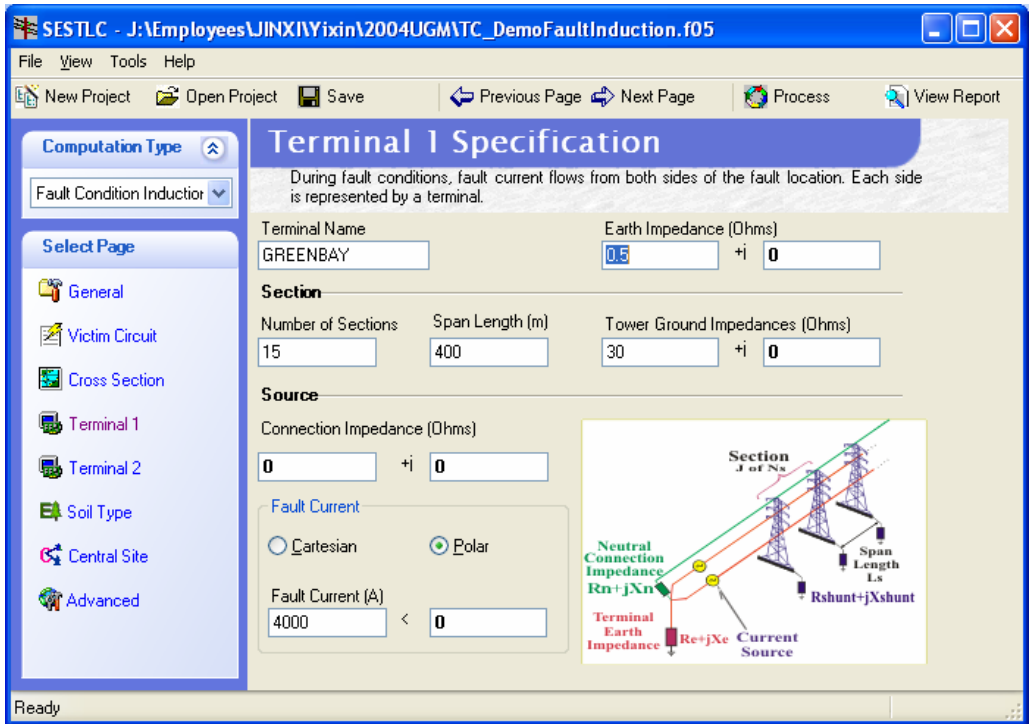 SESTLC - J:\Employees\JINXI\Yixin\2004UGM\TC_DemoFaultInduction.f05
File View Tools Help
New Project Open Project Save Previous Page Next Page Process View Report
Computation Type
Fault Condition Induction
Select Page
General
Victim Circuit
Cross Section
Terminal 1
Terminal 2
Soil Type
Central Site
Advanced
Terminal 1 Specification
During fault conditions, fault current flows from both sides of the fault location. Each side
is represented by a terminal.
Terminal Name Earth Impedance (Ohms)
GREENBAY 0.5 +j 0
Section
Number of Sections Span Length (m) Tower Ground Impedances (Ohms)
15 400 30 +j 0
Source
Connection Impedance (Ohms)
0 +j 0
Fault Current
Cartesian Polar
Fault Current (A)
4000 < 0
Section
J of Ns
Neutral
Connection
Impedance
Rn+jXn
Span
Length
Ls
Rshunt+jXshunt
Terminal
Earth
Impedance
Re+jXe
Current
Source
Ready